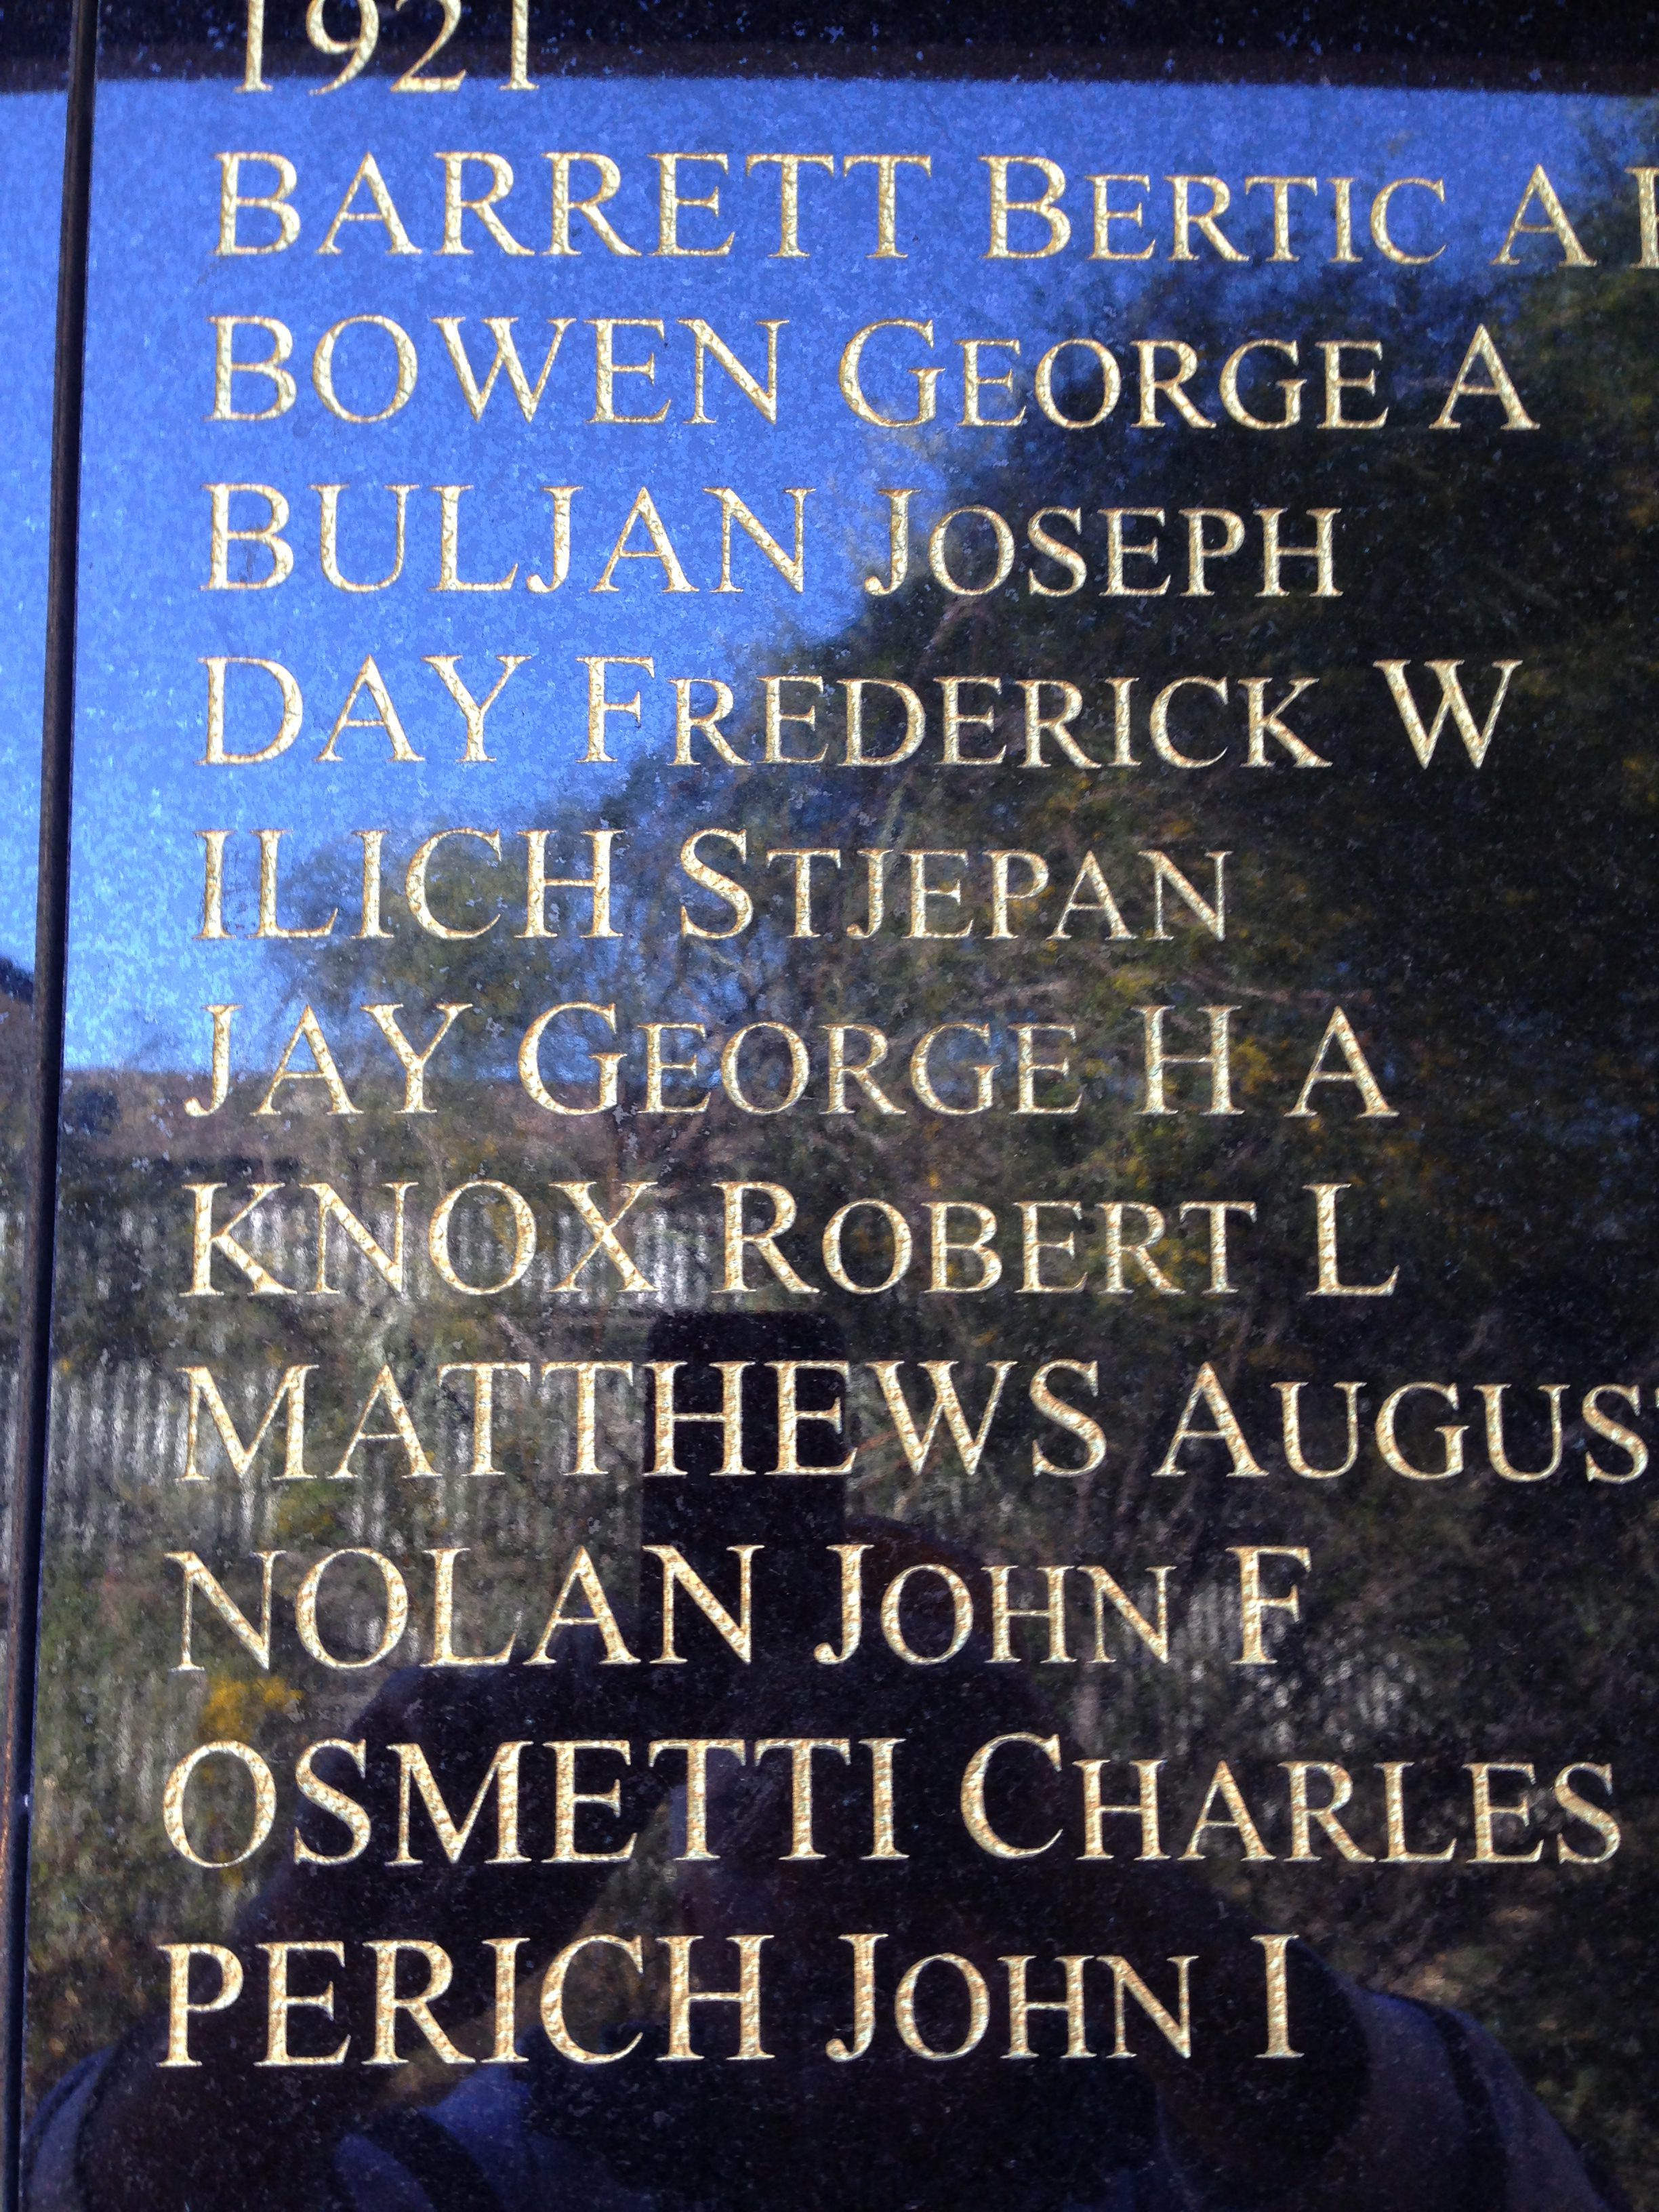 1921
BARRETT BERTIC A
BOWEN GEORGE A
BULJAN JOSEPH
DAY FREDERICK W
ILICH STJEPAN
JAY GEORGE H A
KNOX ROBERT L
MATTHEWS
NOLAN JOHN F
OSMETTI CHARLES
PERICH JOHN I